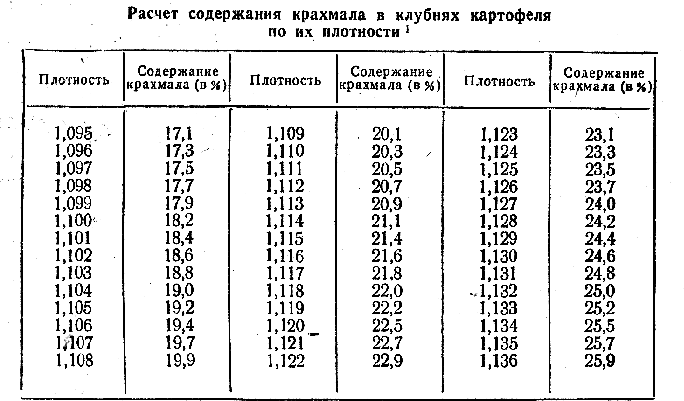 Расчет содержания крахмала в клубнях картофеля
по их плотности ¹
Плотность Содержание крахмала (в %) Плотность Содержание крахмала (в %) Плотность Содержание крахмала (в %)
1,095 17,1 1,109 20,1 1,123 23,1
1,096 17,3 1,110 20,3 1,124 23,3
1,097 17,5 1,111 20,5 1,125 23,5
1,098 17,7 1,112 20,7 1,126 23,7
1,099 17,9 1,113 20,9 1,127 24,0
1,100 18,2 1,114 21,1 1,128 24,2
1,101 18,4 1,115 21,4 1,129 24,4
1,102 18,6 1,116 21,6 1,130 24,6
1,103 18,8 1,117 21.8 1,131 24,8
1,104 19,0 1,118 22,0 1,132 25,0
1,105 19,2 1,119 22,2 1,133 25,2
1,106 19,4 1,120 22,5 1,134 25,5
1,107 19,7 1,121 22,7 1,135 25,7
1,108 19,9 1,122 22,9 1,136 25,9